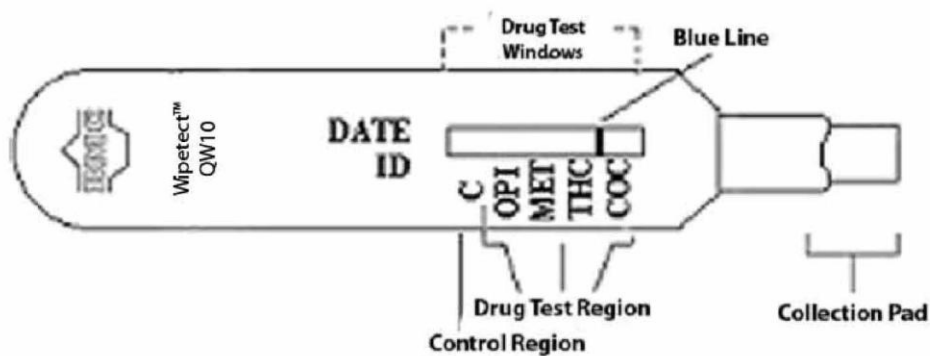 Drug Test
Windows
Blue Line
BMC
Wipetect™
QW10
DATE
ID
C
OPI
MET
THC
COC
Drug Test Region
Control Region
Collection Pad